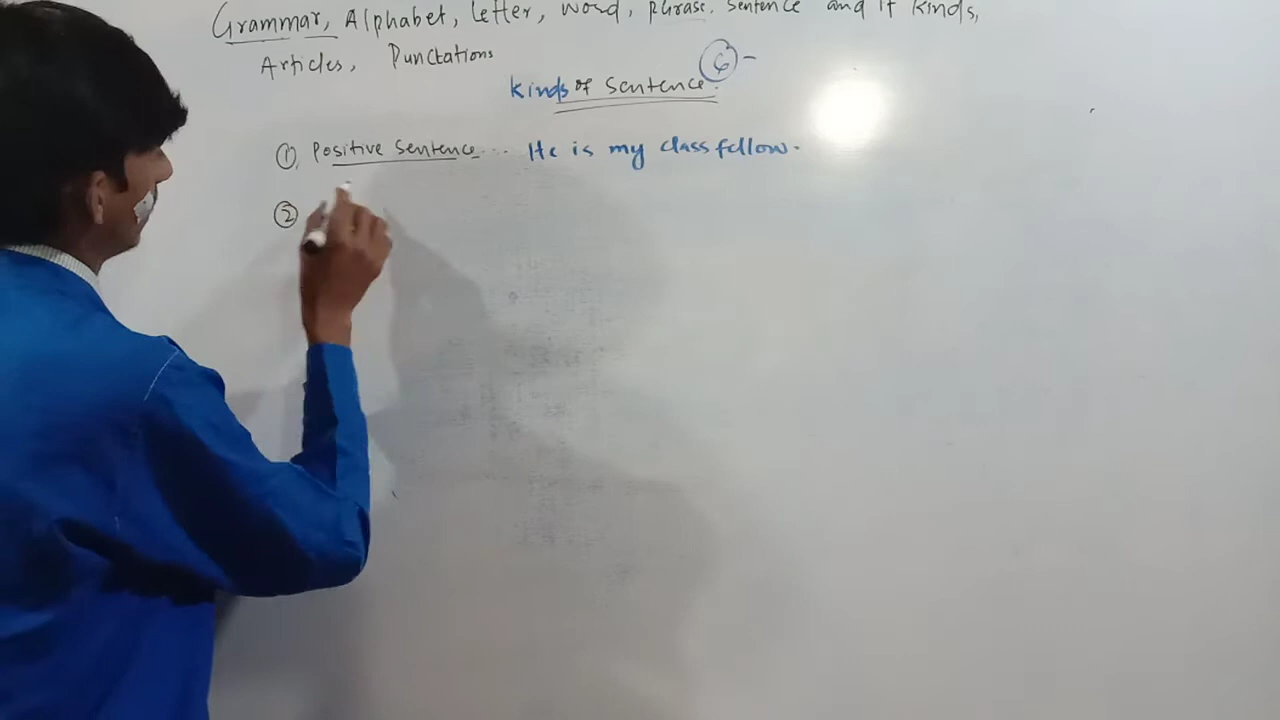 Grammar, Alphabet, Letter, word, phrase, sentence and it kinds,
Articles, Punctations
Kinds of sentence. 6 -
① Positive sentence... He is my class fellow.
②